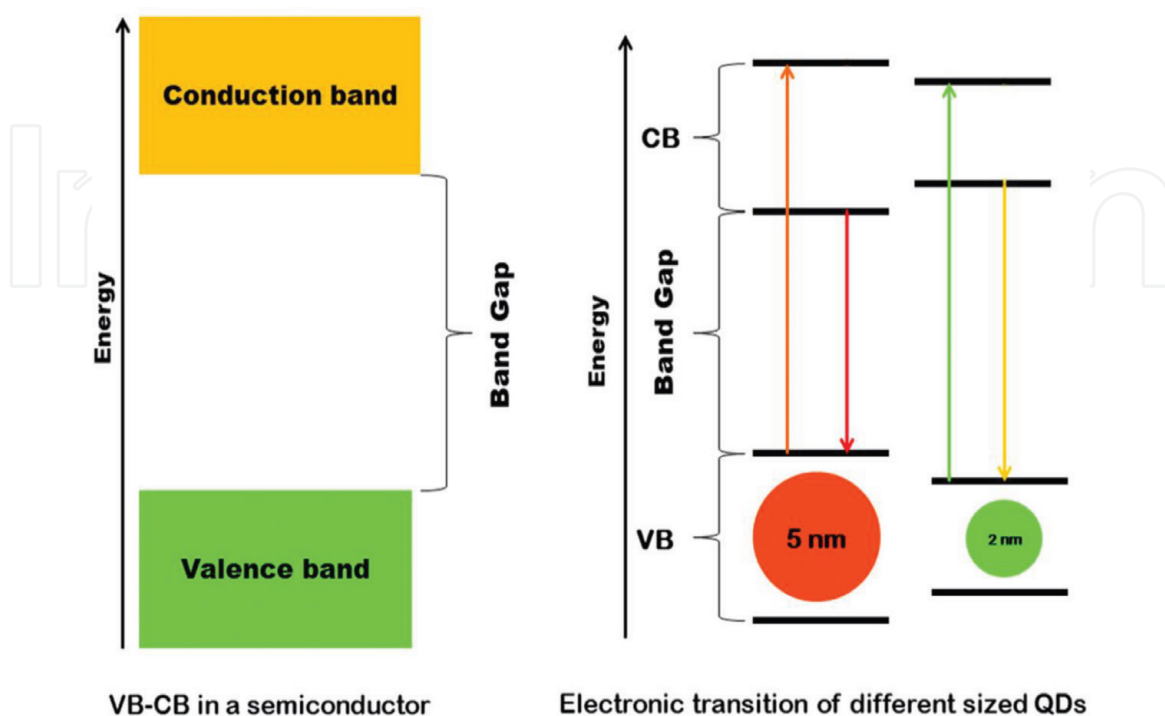 Energy
Conduction band
Band Gap
Valence band
VB-CB in a semiconductor
Energy
CB
Band Gap
VB
5 nm
2 nm
Electronic transition of different sized QDs